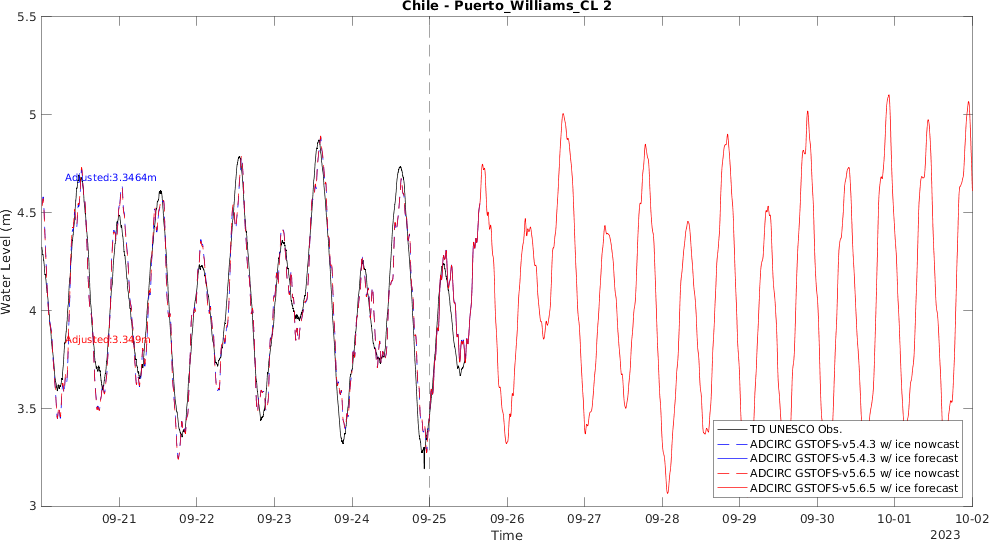 Chile - Puerto_Williams_CL 2
5.5
5
4.5
4
3.5
3
Water Level (m)
Adjusted:3.3464m
Adjusted:3.349m
TD UNESCO Obs.
ADCIRC GSTOFS-v5.4.3 w/ ice nowcast
ADCIRC GSTOFS-v5.4.3 w/ ice forecast
ADCIRC GSTOFS-v5.6.5 w/ ice nowcast
ADCIRC GSTOFS-v5.6.5 w/ ice forecast
09-21 09-22 09-23 09-24 09-25 09-26 09-27 09-28 09-29 09-30 10-01 10-02
Time
2023